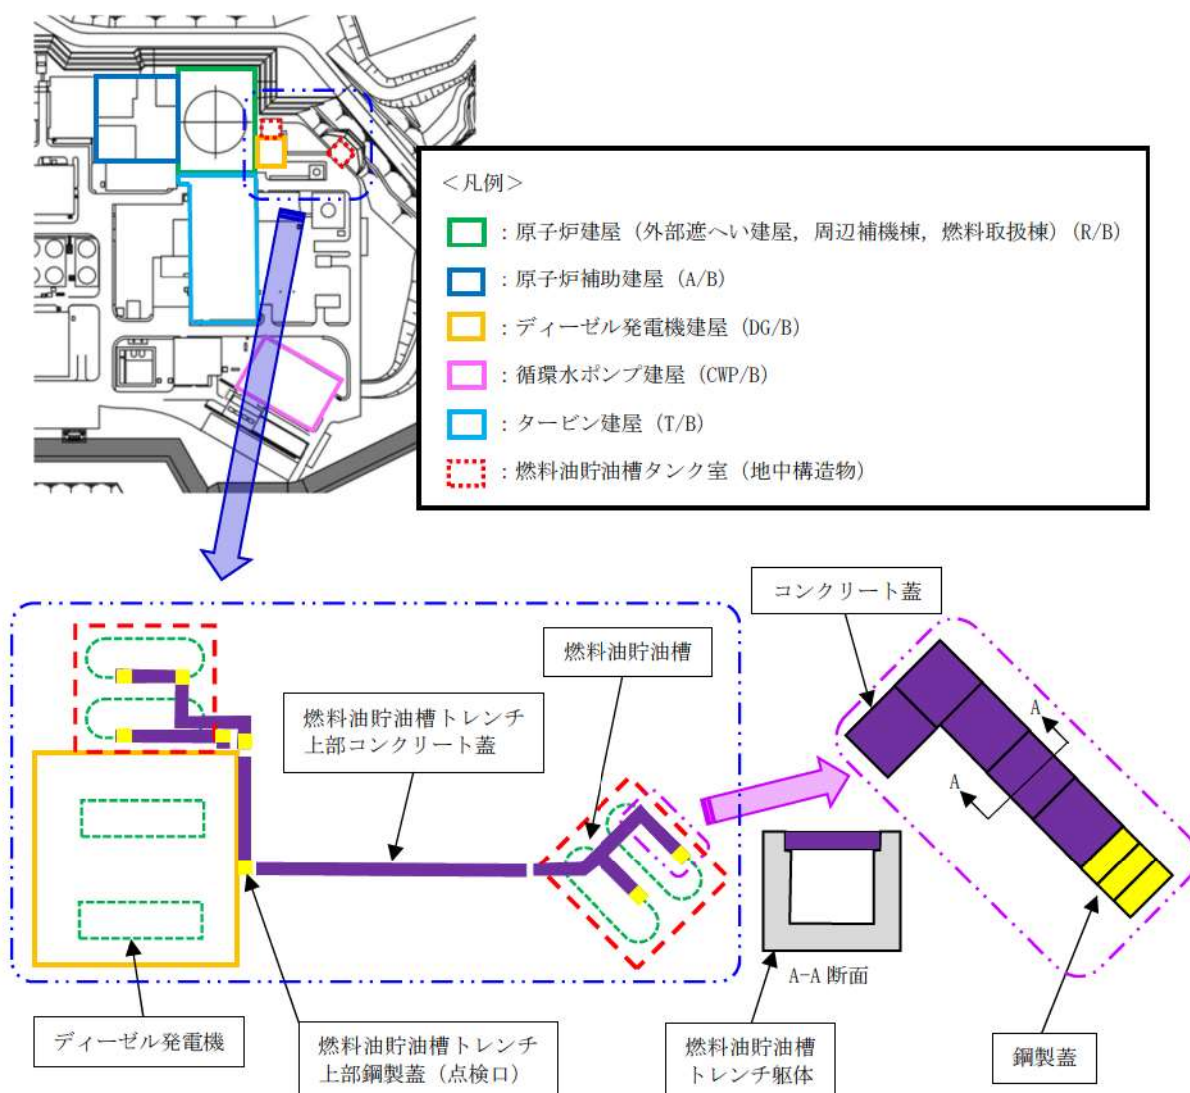 ＜凡例＞
：原子炉建屋（外部遮へい建屋，周辺補機棟，燃料取扱棟）（R/B）
：原子炉補助建屋（A/B）
：ディーゼル発電機建屋（DG/B）
：循環水ポンプ建屋（CWP/B）
：タービン建屋（T/B）
：燃料油貯油槽タンク室（地中構造物）
コンクリート蓋
燃料油貯油槽
燃料油貯油槽トレンチ
上部コンクリート蓋
A
A
A-A 断面
ディーゼル発電機
燃料油貯油槽トレンチ
上部鋼製蓋（点検口）
燃料油貯油槽
トレンチ躯体
鋼製蓋